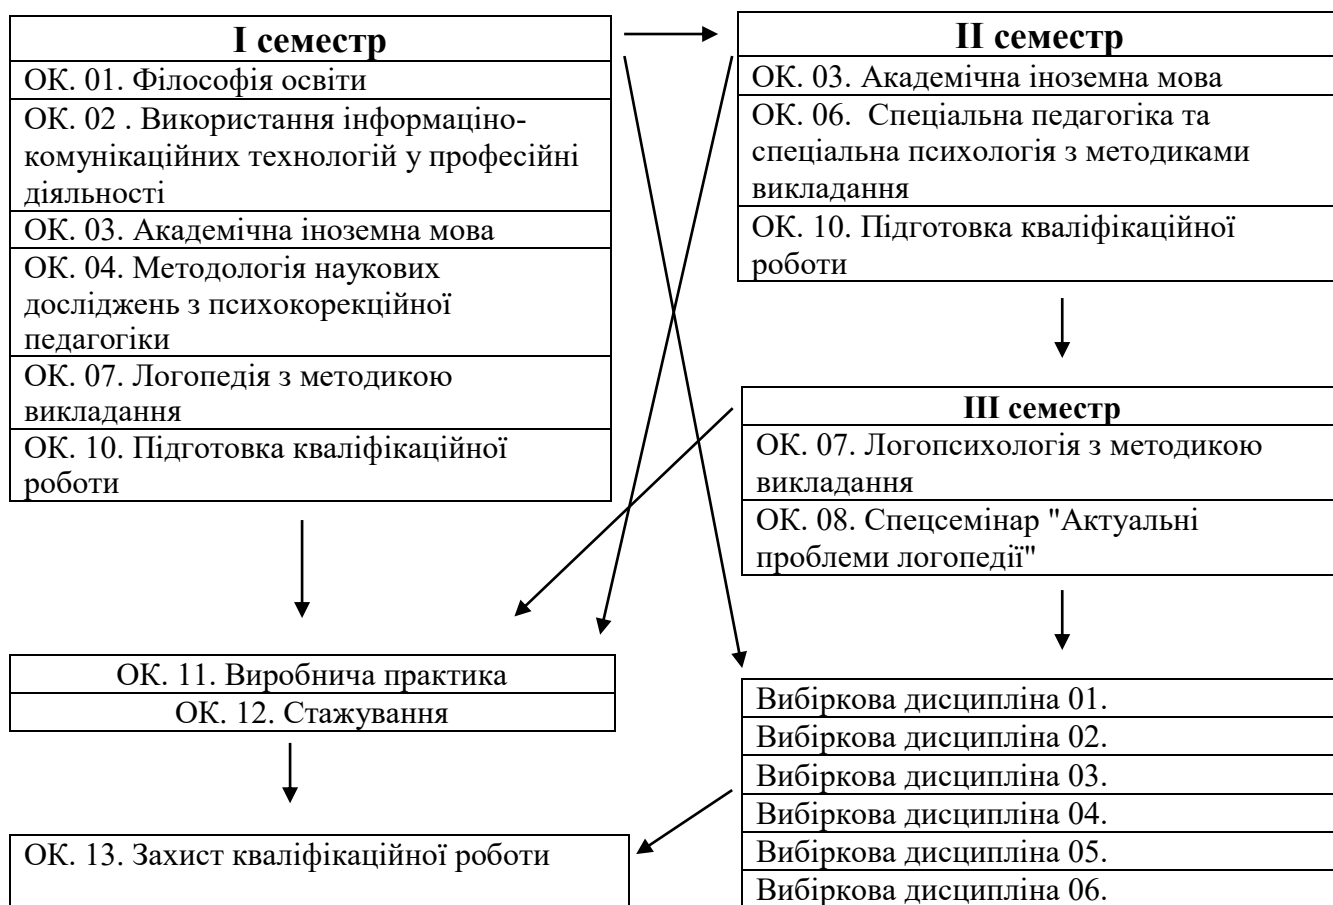 І семестр
ОК. 01. Філософія освіти
ОК. 02 . Використання інформаціно-
комунікаційних технологій у професійні
діяльності
ОК. 03. Академічна іноземна мова
ОК. 04. Методологія наукових
досліджень з психокорекційної
педагогіки
ОК. 07. Логопедія з методикою
викладання
ОК. 10. Підготовка кваліфікаційної
роботи
ІІ семестр
ОК. 03. Академічна іноземна мова
ОК. 06. Спеціальна педагогіка та
спеціальна психологія з методиками
викладання
ОК. 10. Підготовка кваліфікаційної
роботи
ІІІ семестр
ОК. 07. Логопсихологія з методикою
викладання
ОК. 08. Спецсемінар "Актуальні
проблеми логопедії"
ОК. 11. Виробнича практика
ОК. 12. Стажування
Вибіркова дисципліна 01.
Вибіркова дисципліна 02.
Вибіркова дисципліна 03.
Вибіркова дисципліна 04.
Вибіркова дисципліна 05.
Вибіркова дисципліна 06.
ОК. 13. Захист кваліфікаційної роботи